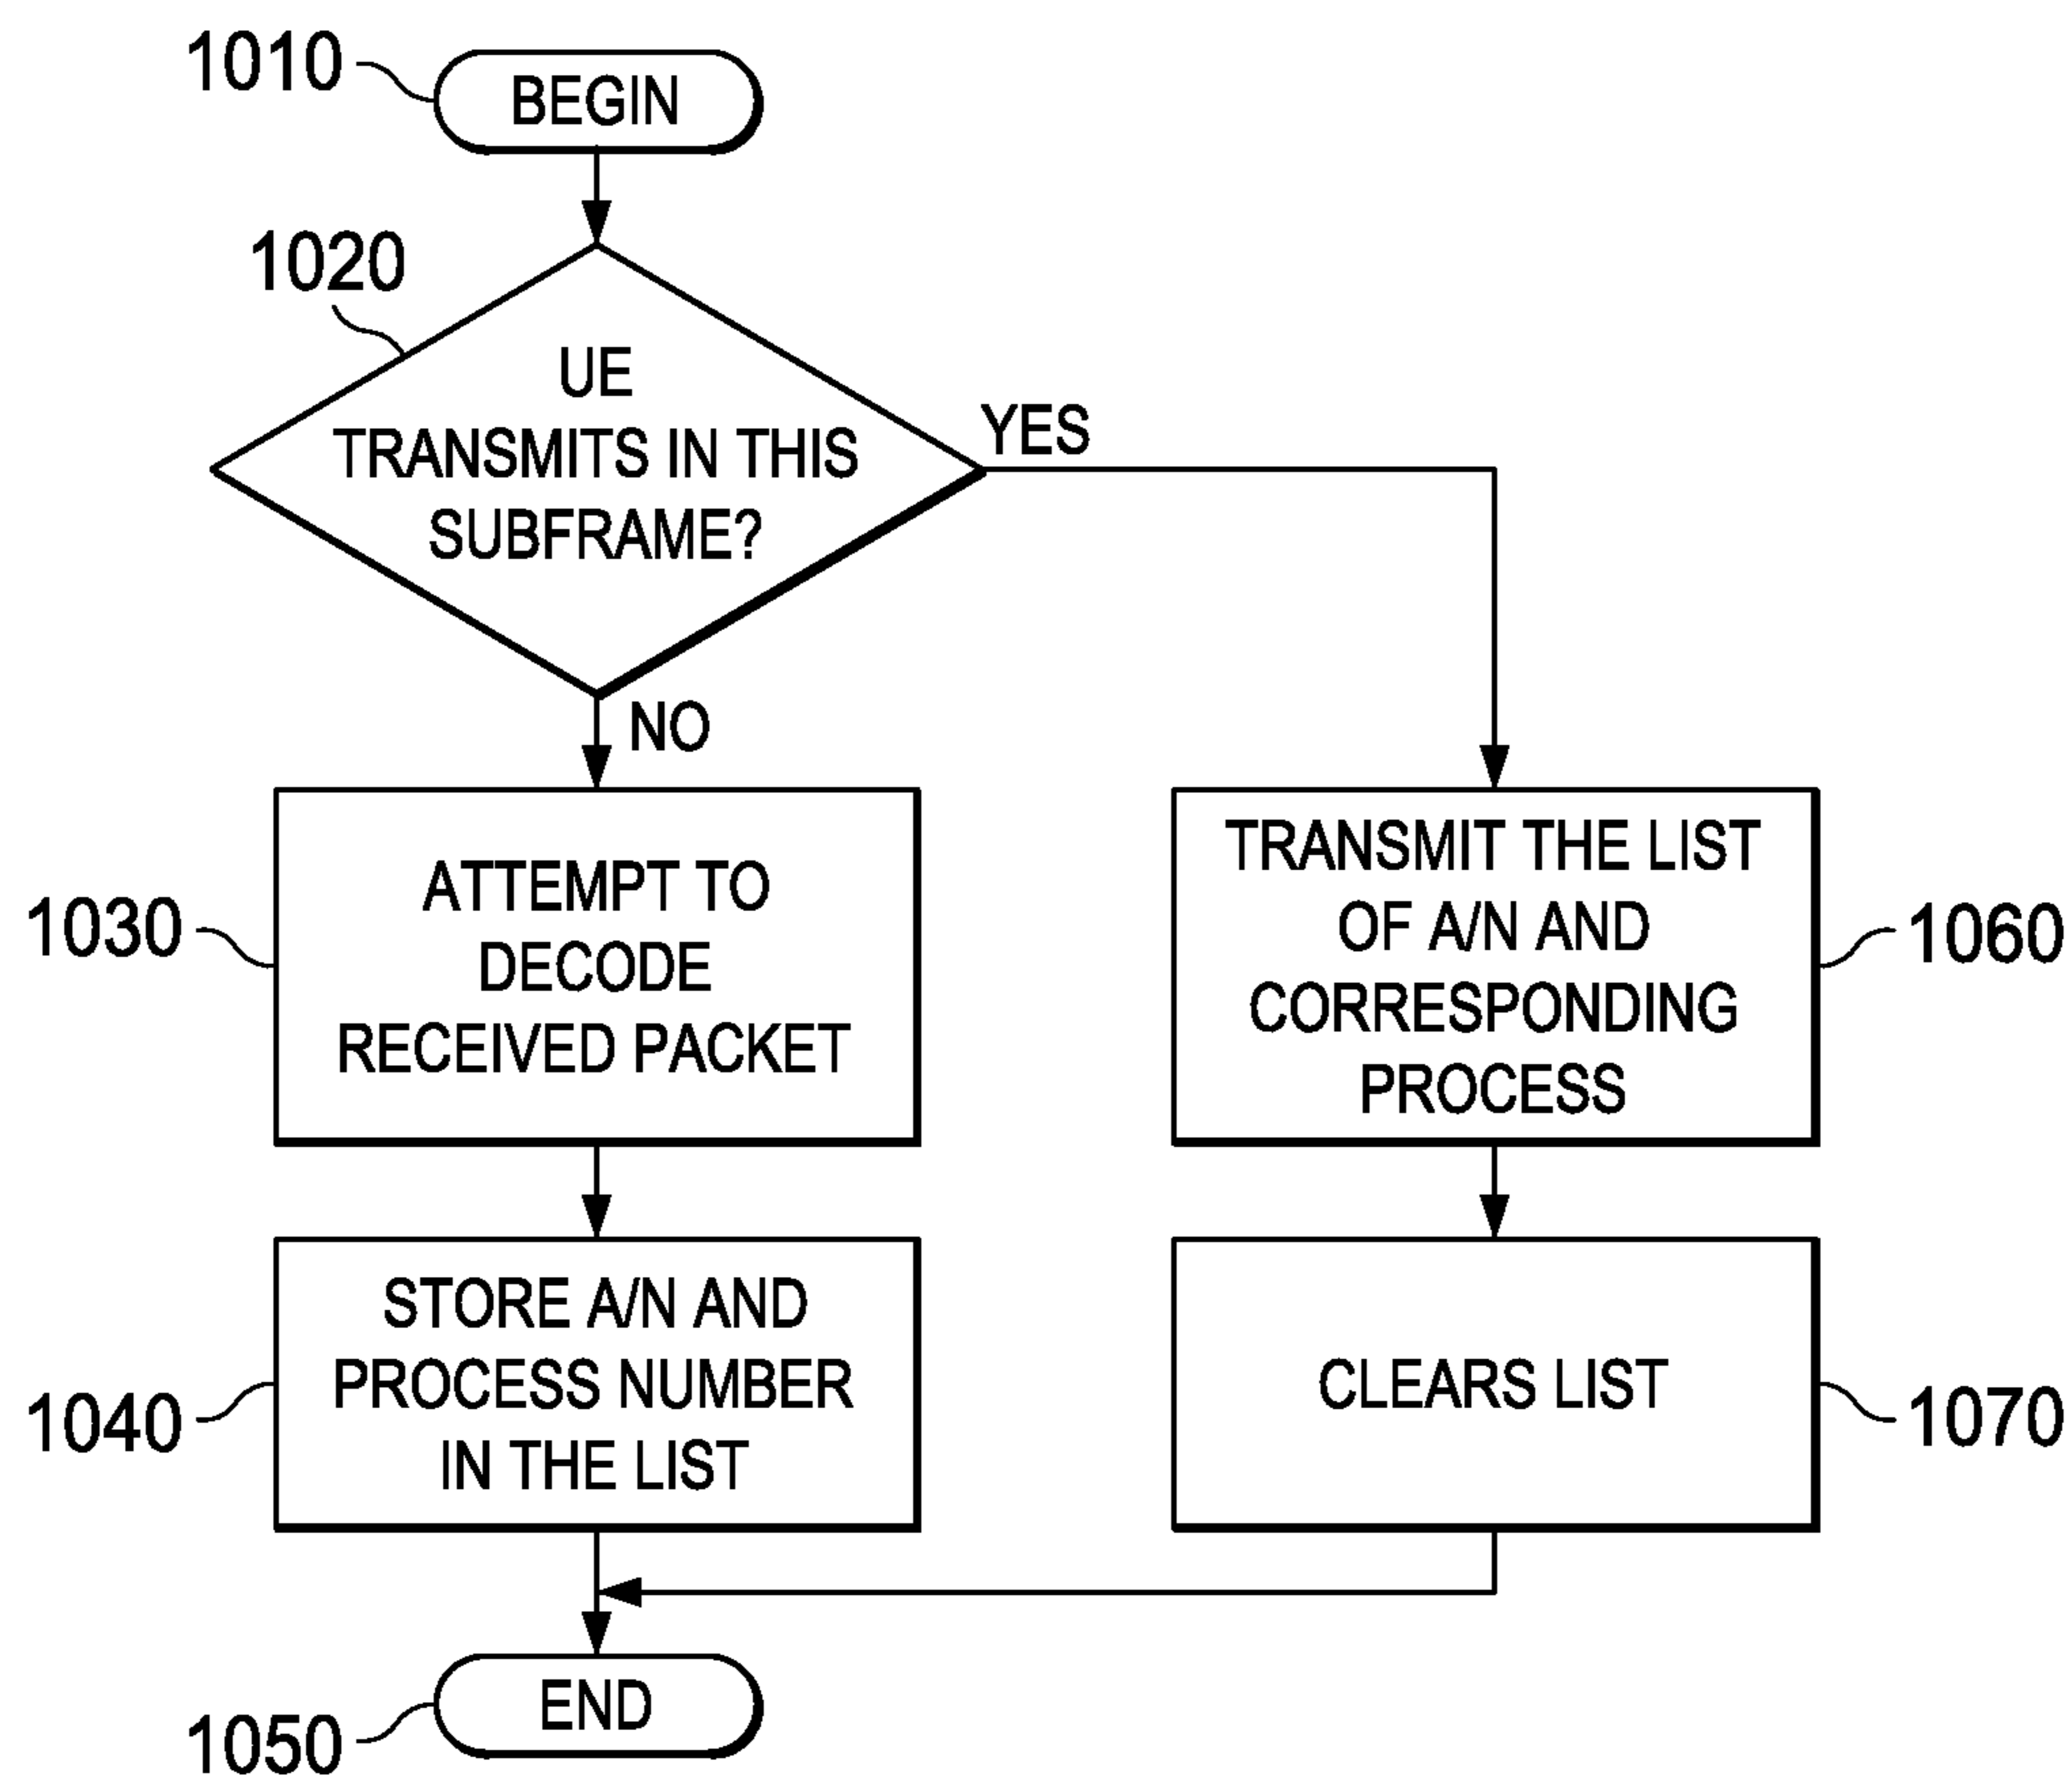 1010
BEGIN
1020
UE
TRANSMITS IN THIS
SUBFRAME?
YES
NO
1030
ATTEMPT TO
DECODE
RECEIVED PACKET
TRANSMIT THE LIST
OF A/N AND
CORRESPONDING
PROCESS
1060
1040
STORE A/N AND
PROCESS NUMBER
IN THE LIST
CLEARS LIST
1070
1050
END